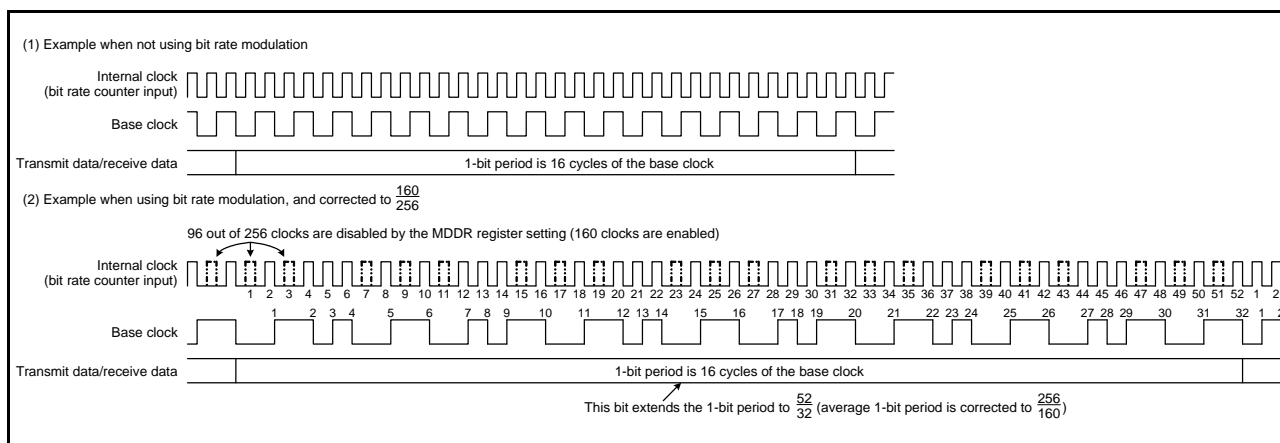 (1) Example when not using bit rate modulation
Internal clock
(bit rate counter input)
Base clock
Transmit data/receive data
1-bit period is 16 cycles of the base clock
(2) Example when using bit rate modulation, and corrected to 160/256
96 out of 256 clocks are disabled by the MDDR register setting (160 clocks are enabled)
Internal clock
(bit rate counter input)
1 2 3 4 5 6 7 8 9 10 11 12 13 14 15 16 17 18 19 20 21 22 23 24 25 26 27 28 29 30 31 32 33 34 35 36 37 38 39 40 41 42 43 44 45 46 47 48 49 50 51 52 1 2
1 2 3 4 5 6 7 8 9 10 11 12 13 14 15 16 17 18 19 20 21 22 23 24 25 26 27 28 29 30 31 32 1 2
Base clock
Transmit data/receive data
1-bit period is 16 cycles of the base clock
This bit extends the 1-bit period to 52/32 (average 1-bit period is corrected to 256/160)